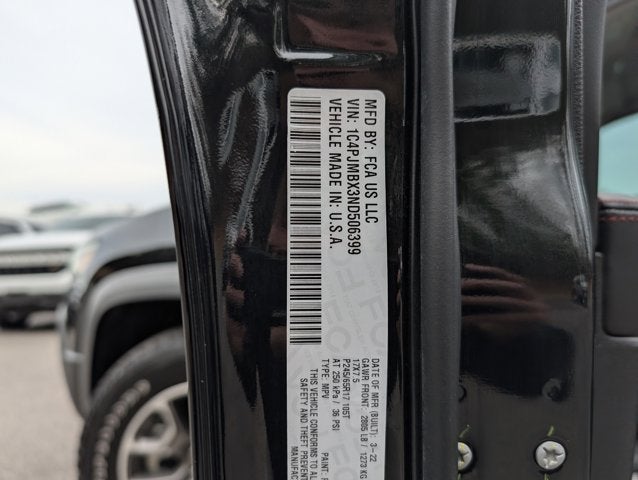 MFD BY: FCA US LLC
VIN: 1C4PJMBX3ND506399
VEHICLE MADE IN: U.S.A.
DATE OF MFR (BUILT): 3-22
GAWR FRONT: 2805 LB / 1273 KG
17X7.5
P245/65R17 105T
AT 250 kPa / 36 PSI
TYPE: MPV PAINT:
THIS VEHICLE CONFORMS TO
SAFETY AND THEFT PREVENT
MANUFAC